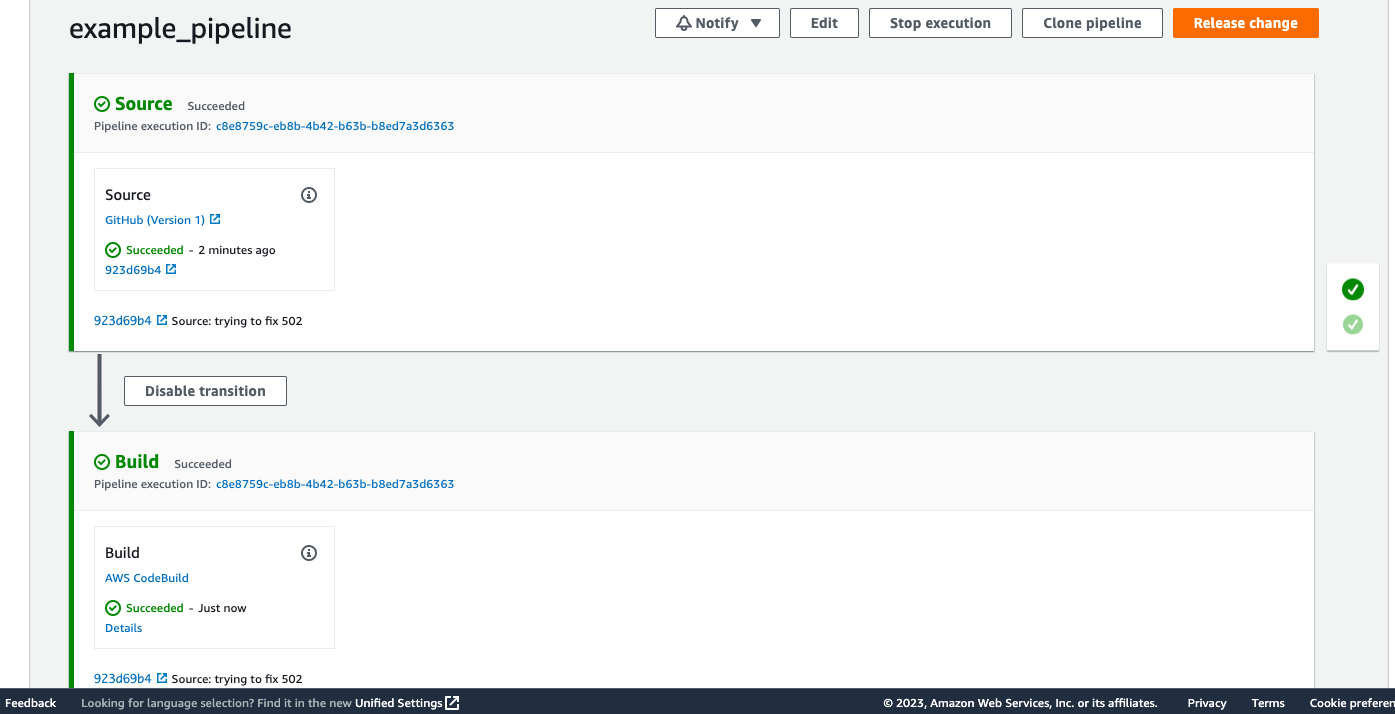 example_pipeline
Notify
Edit
Stop execution
Clone pipeline
Release change
Source Succeeded
Pipeline execution ID: c8e8759c-eb8b-4b42-b63b-b8ed7a3d6363
Source
GitHub (Version 1)
Succeeded - 2 minutes ago
923d69b4
923d69b4 Source: trying to fix 502
Disable transition
Build Succeeded
Pipeline execution ID: c8e8759c-eb8b-4b42-b63b-b8ed7a3d6363
Build
AWS CodeBuild
Succeeded - Just now
Details
923d69b4 Source: trying to fix 502
Feedback Looking for language selection? Find it in the new Unified Settings © 2023, Amazon Web Services, Inc. or its affiliates. Privacy Terms Cookie preferen